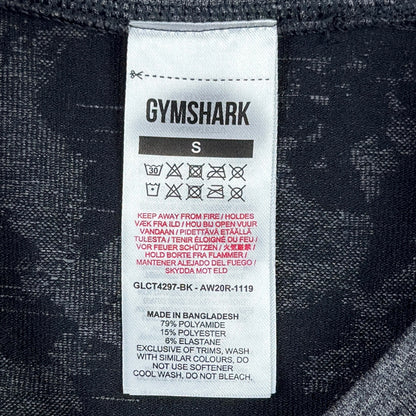 GYMSHARK
S
30
KEEP AWAY FROM FIRE / HOLDES
VÆK FRA ILD / HOU BIJ OPEN VUUR
VANDAAN / PIDETTÄVÄ ETÄÄLLÄ
TULESTA / TENIR ÉLOIGNÉ DU FEU /
VOR FEUER SCHÜTZEN / 火気厳禁 /
HOLD BORTE FRA FLAMMER /
MANTENER ALEJADO DEL FUEGO /
SKYDDA MOT ELD
GLCT4297-BK - AW20R-1119
MADE IN BANGLADESH
79% POLYAMIDE
15% POLYESTER
6% ELASTANE
EXCLUSIVE OF TRIMS, WASH
WITH SIMILAR COLOURS, DO
NOT USE SOFTENER
COOL WASH, DO NOT BLEACH.